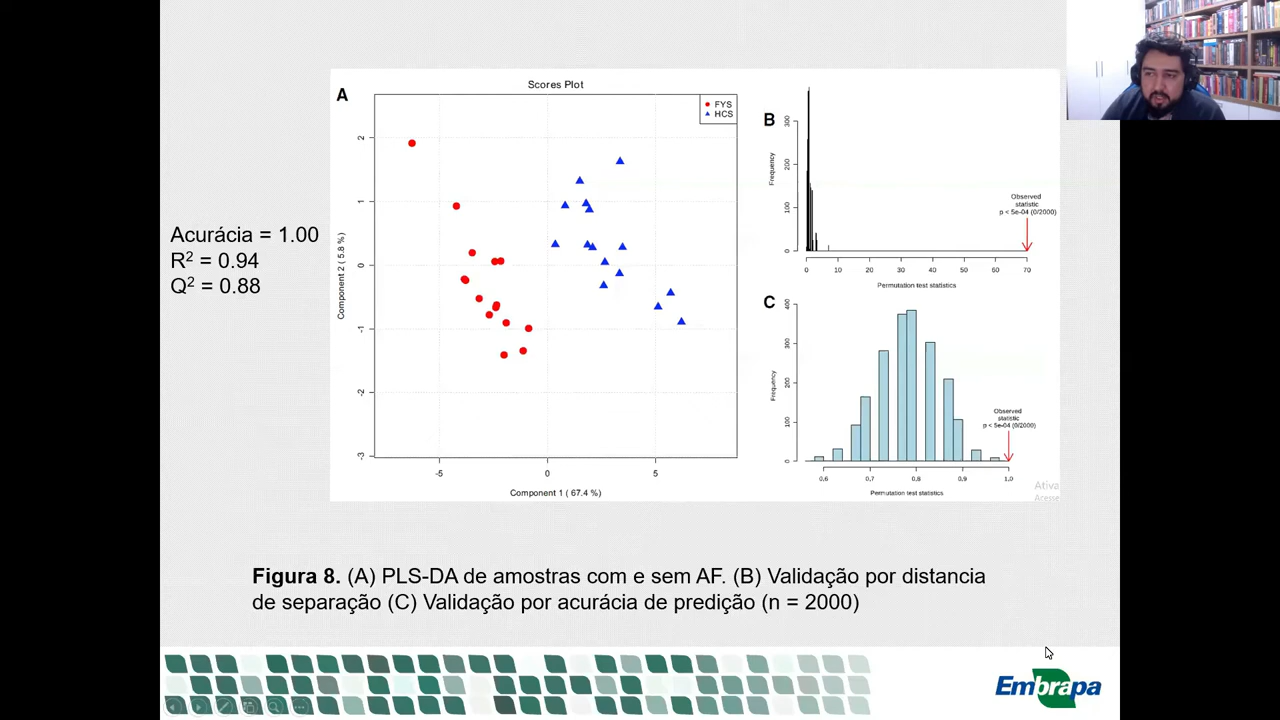 Acurácia = 1.00
R² = 0.94
Q² = 0.88
A
Scores Plot
FYS
HCS
Component 2 ( 5.8 %)
2
1
0
-1
-2
-3
-5
0
5
Component 1 ( 67.4 %)
B
Frequency
300
200
100
0
Observed
statistic
p < 5e-04 (0/2000)
0 10 20 30 40 50 60 70
Permutation test statistics
C
Frequency
400
300
200
100
0
Observed
statistic
p < 5e-04 (0/2000)
0,6 0,7 0,8 0,9 1,0
Permutation test statistics
Ativa
Acesse
Figura 8. (A) PLS-DA de amostras com e sem AF. (B) Validação por distancia
de separação (C) Validação por acurácia de predição (n = 2000)
Embrapa